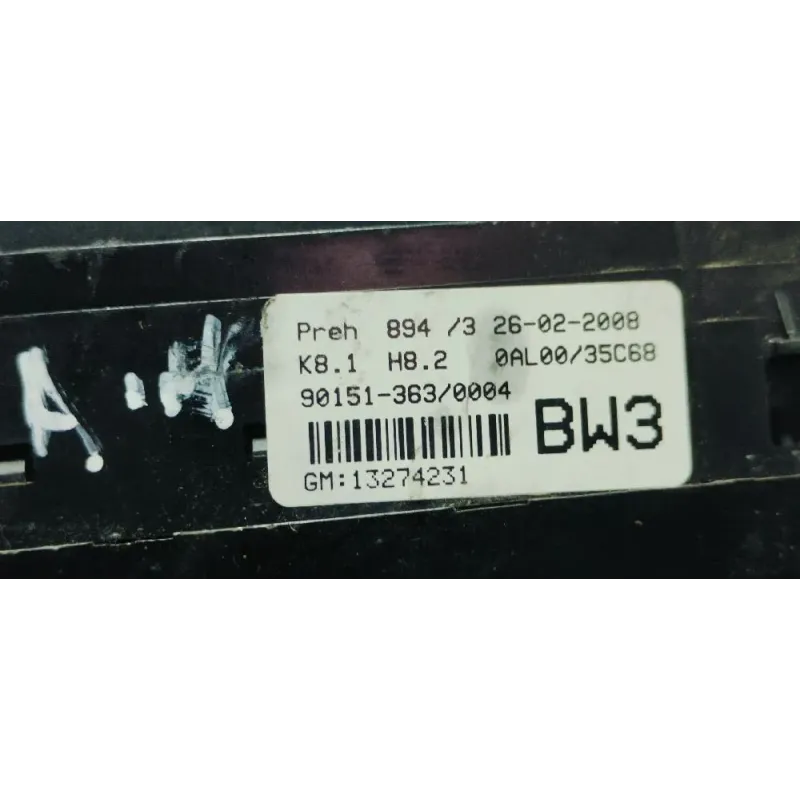 Preh 894 /3 26-02-2008
K8.1 H8.2 0AL00/35C68
90151-363/0004
BW3
GM:13274231